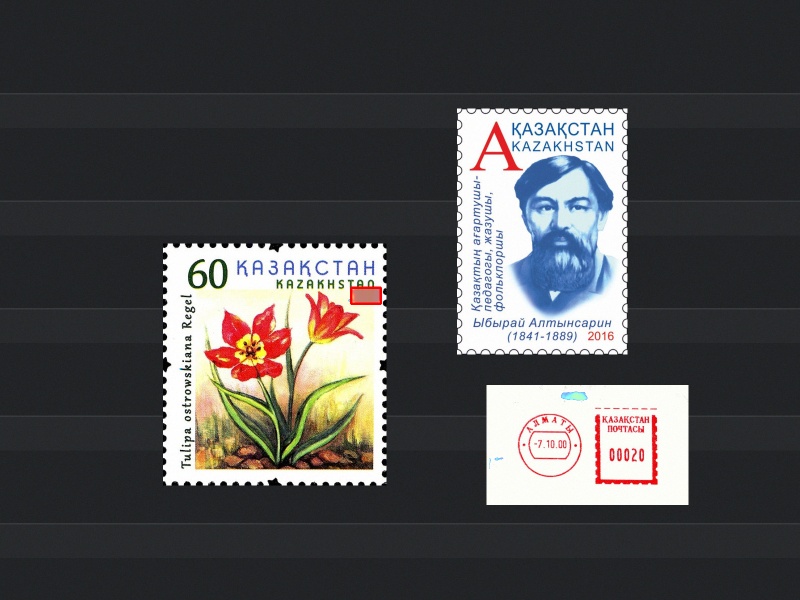 60 ҚАЗАҚСТАН
KAZAKHSTAN
Tulipa ostrowskiana Regel
А ҚАЗАҚСТАН
KAZAKHSTAN
Қазақтың ағартушы-
педагогы, жазушы,
фольклоршы
Ыбырай Алтынсарин
(1841-1889) 2016
АЛМАТЫ
-7.10.00
ҚАЗАҚСТАН
ПОЧТАСЫ
00020